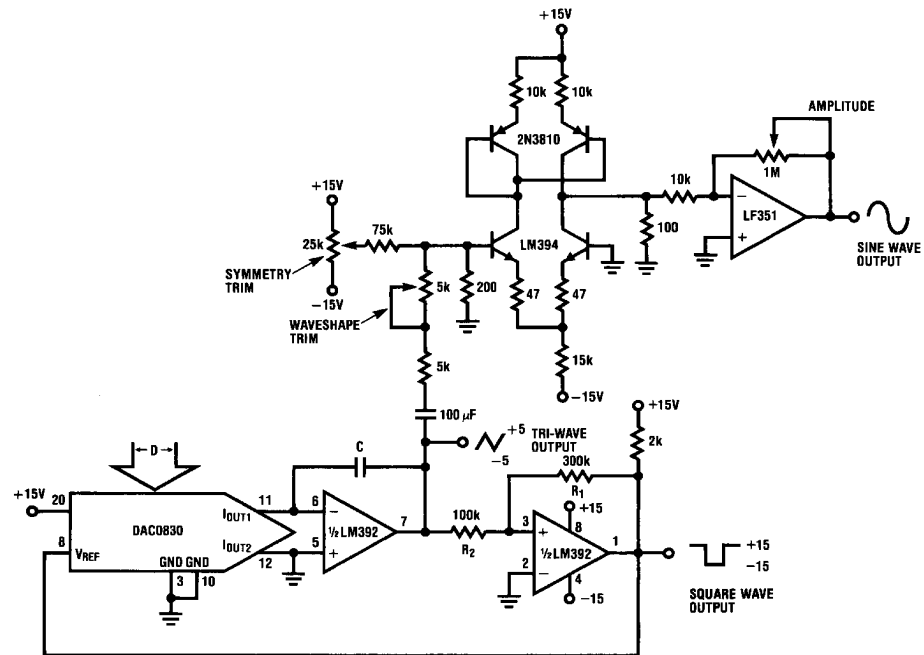 +15V
10k
10k
2N3810
AMPLITUDE
1M
10k
−
LF351
+
100
SINE WAVE
OUTPUT
+15V
75k
25k
SYMMETRY
TRIM
−15V
LM394
5k
200
47
47
WAVESHAPE
TRIM
5k
15k
−15V
100 μF
+5
−5
TRI-WAVE
OUTPUT
+15V
2k
C
300k
R1
D
+15V
20
DAC0830
IOUT1
11
6
−
½ LM392
7
100k
R2
3
+
+15
8
½ LM392
1
+15
−15
8
VREF
IOUT2
12
5
+
2
−
4
−15
GND GND
3
10
SQUARE WAVE
OUTPUT